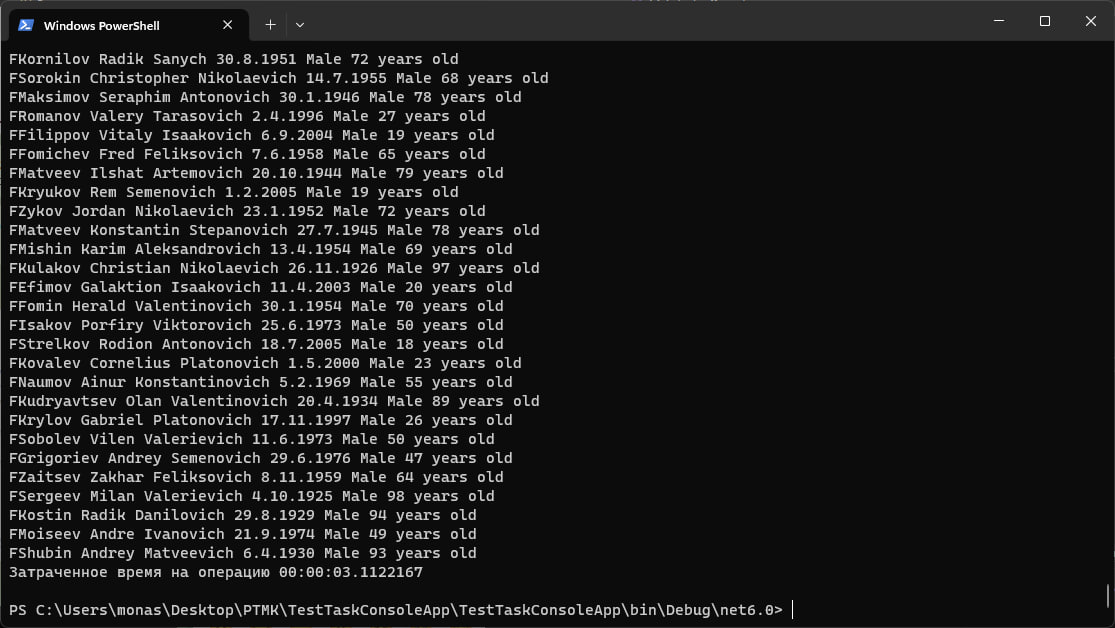 Windows PowerShell
FKornilov Radik Sanych 30.8.1951 Male 72 years old
FSorokin Christopher Nikolaevich 14.7.1955 Male 68 years old
FMaksimov Seraphim Antonovich 30.1.1946 Male 78 years old
FRomanov Valery Tarasovich 2.4.1996 Male 27 years old
FFilippov Vitaly Isaakovich 6.9.2004 Male 19 years old
FFomichev Fred Feliksovich 7.6.1958 Male 65 years old
FMatveev Ilshat Artemovich 20.10.1944 Male 79 years old
FKryukov Rem Semenovich 1.2.2005 Male 19 years old
FZykov Jordan Nikolaevich 23.1.1952 Male 72 years old
FMatveev Konstantin Stepanovich 27.7.1945 Male 78 years old
FMishin Karim Aleksandrovich 13.4.1954 Male 69 years old
FKulakov Christian Nikolaevich 26.11.1926 Male 97 years old
FEfimov Galaktion Isaakovich 11.4.2003 Male 20 years old
FFomin Herald Valentinovich 30.1.1954 Male 70 years old
FIsakov Porfiry Viktorovich 25.6.1973 Male 50 years old
FStrelkov Rodion Antonovich 18.7.2005 Male 18 years old
FKovalev Cornelius Platonovich 1.5.2000 Male 23 years old
FNaumov Ainur Konstantinovich 5.2.1969 Male 55 years old
FKudryavtsev Olan Valentinovich 20.4.1934 Male 89 years old
FKrylov Gabriel Platonovich 17.11.1997 Male 26 years old
FSobolev Vilen Valerievich 11.6.1973 Male 50 years old
FGrigoriev Andrey Semenovich 29.6.1976 Male 47 years old
FZaitsev Zakhar Feliksovich 8.11.1959 Male 64 years old
FSergeev Milan Valerievich 4.10.1925 Male 98 years old
FKostin Radik Danilovich 29.8.1929 Male 94 years old
FMoiseev Andre Ivanovich 21.9.1974 Male 49 years old
FShubin Andrey Matveevich 6.4.1930 Male 93 years old
Затраченное время на операцию 00:00:03.1122167
PS C:\Users\monas\Desktop\PTMK\TestTaskConsoleApp\TestTaskConsoleApp\bin\Debug\net6.0>